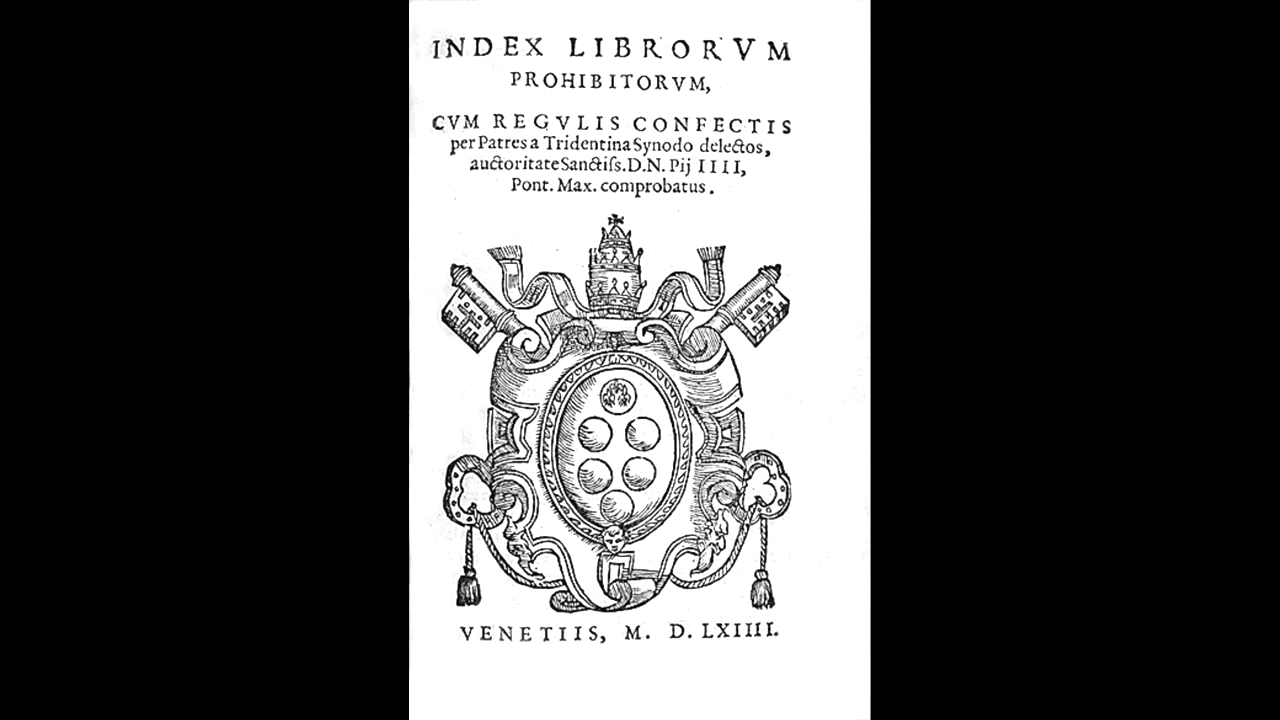 INDEX LIBRORVM
PROHIBITORVM,
CVM REGVLIS CONFECTIS
per Patres a Tridentina Synodo delectos,
auctoritate Sanctiſs. D. N. Pij IIII,
Pont. Max. comprobatus.
VENETIIS, M. D. LXIIII.